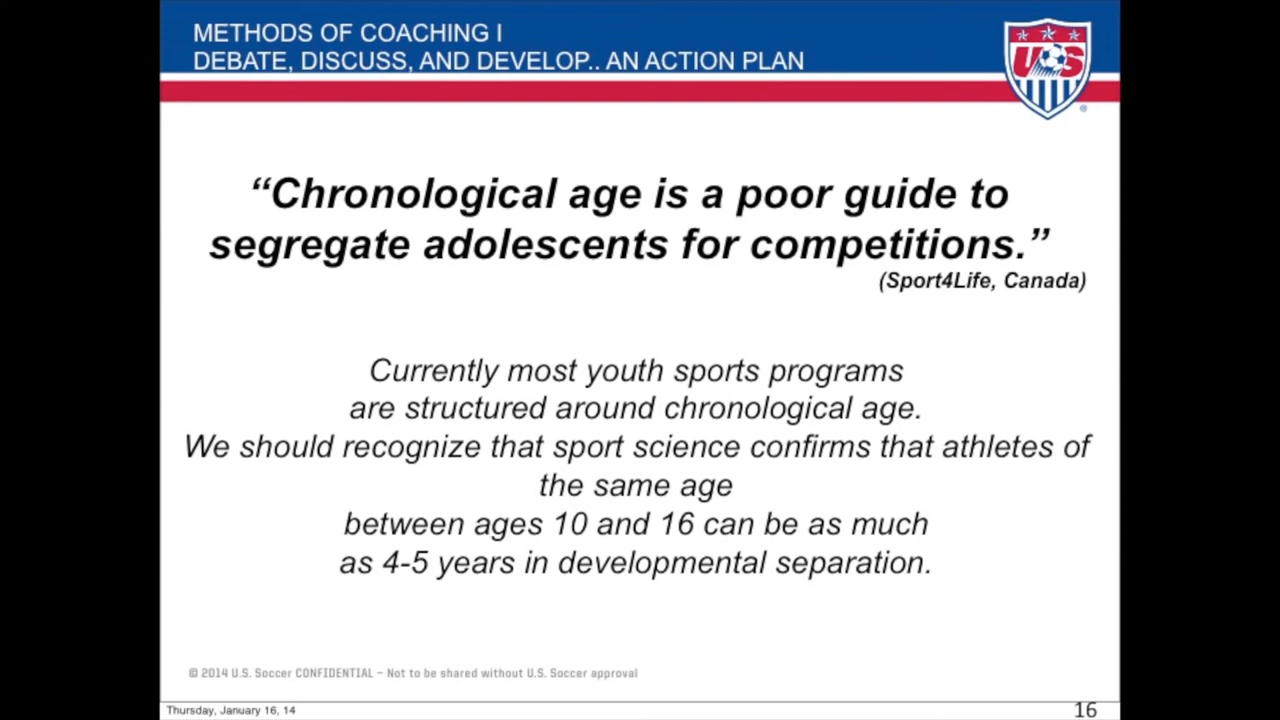 METHODS OF COACHING I
DEBATE, DISCUSS, AND DEVELOP.. AN ACTION PLAN
US
®
“Chronological age is a poor guide to
segregate adolescents for competitions.”
(Sport4Life, Canada)
Currently most youth sports programs
are structured around chronological age.
We should recognize that sport science confirms that athletes of
the same age
between ages 10 and 16 can be as much
as 4-5 years in developmental separation.
© 2014 U.S. Soccer CONFIDENTIAL – Not to be shared without U.S. Soccer approval
Thursday, January 16, 14
16